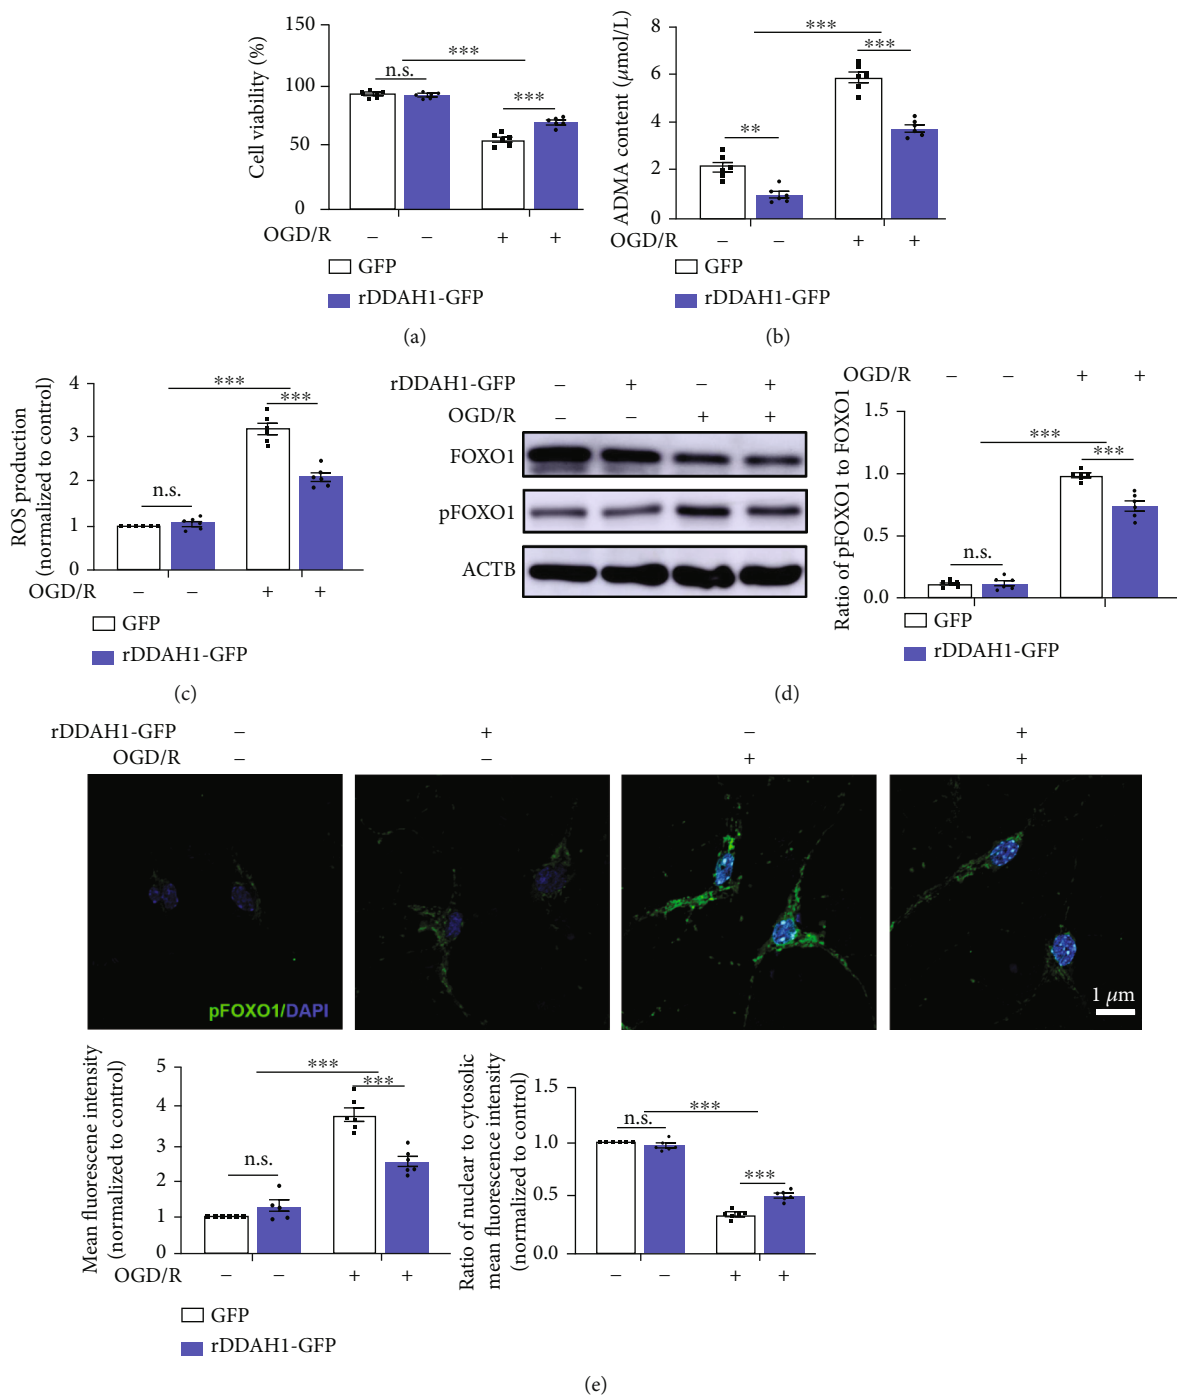 150
100
50
0
Cell viability (%)
n.s.
***
***
OGD/R – – + +
GFP
rDDAH1-GFP
(a)
8
6
4
2
0
ADMA content (μmol/L)
**
***
***
OGD/R – – + +
GFP
rDDAH1-GFP
(b)
4
3
2
1
0
ROS production
(normalized to control)
n.s.
***
***
OGD/R – – + +
GFP
rDDAH1-GFP
(c)
rDDAH1-GFP – + – +
OGD/R – – + +
FOXO1
pFOXO1
ACTB
OGD/R – – + +
1.5
1.0
0.5
0.0
Ratio of pFOXO1 to FOXO1
n.s.
***
***
GFP
rDDAH1-GFP
(d)
rDDAH1-GFP – + – +
OGD/R – – + +
pFOXO1/DAPI
1 μm
5
4
3
2
1
0
Mean fluorescene intensity
(normalized to control)
n.s.
***
***
OGD/R – – + +
GFP
rDDAH1-GFP
1.5
1.0
0.5
0.0
Ratio of nuclear to cytosolic
mean fluorescence intensity
(normalized to control)
n.s.
***
***
– – + +
(e)